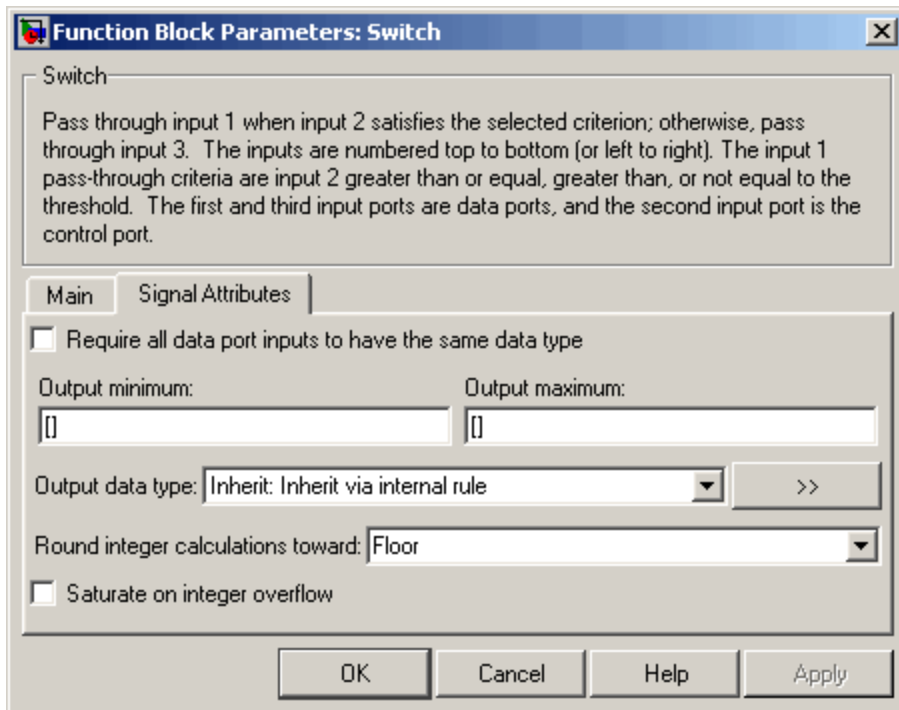 Function Block Parameters: Switch
Switch
Pass through input 1 when input 2 satisfies the selected criterion; otherwise, pass
through input 3.  The inputs are numbered top to bottom (or left to right). The input 1
pass-through criteria are input 2 greater than or equal, greater than, or not equal to the
threshold.  The first and third input ports are data ports, and the second input port is the
control port.
Main Signal Attributes
Require all data port inputs to have the same data type
Output minimum: Output maximum:
[] []
Output data type: Inherit: Inherit via internal rule >>
Round integer calculations toward: Floor
Saturate on integer overflow
OK Cancel Help Apply